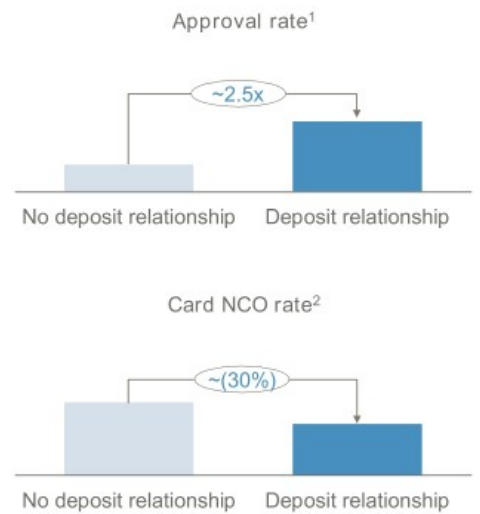 Approval rate¹
~2.5x
No deposit relationship Deposit relationship
Card NCO rate²
~(30%)
No deposit relationship Deposit relationship